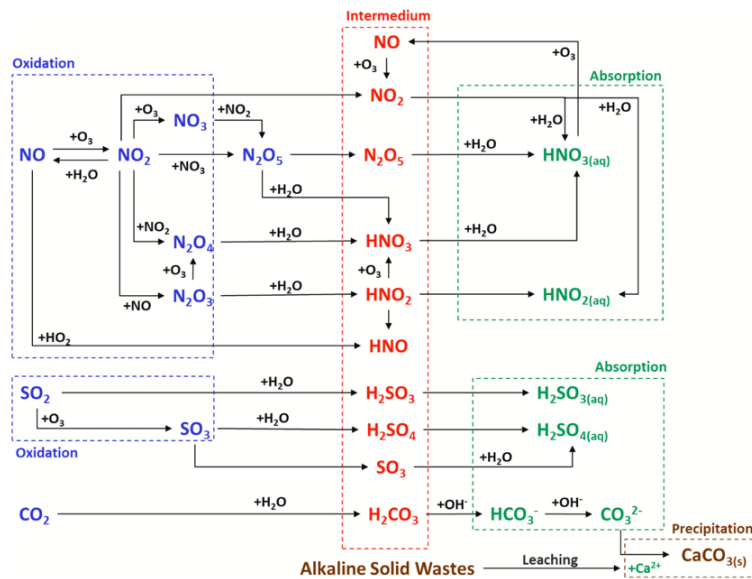 Intermedium
NO
+O₃
+O₃
Oxidation
Absorption
NO₂
+O₃
NO₃
+NO₂
+H₂O
+H₂O
NO
+O₃
+H₂O
NO₂
+NO₃
N₂O₅
N₂O₅
+H₂O
HNO₃(aq)
+H₂O
+NO₂
N₂O₄
+H₂O
HNO₃
+H₂O
+O₃
+O₃
+NO
N₂O₃
+H₂O
HNO₂
HNO₂(aq)
+HO₂
HNO
Absorption
SO₂
+H₂O
H₂SO₃
H₂SO₃(aq)
+O₃
SO₃
+H₂O
H₂SO₄
H₂SO₄(aq)
Oxidation
SO₃
+H₂O
CO₂
+H₂O
H₂CO₃
+OH⁻
HCO₃⁻
+OH⁻
CO₃²⁻
Precipitation
Alkaline Solid Wastes
Leaching
+Ca²⁺
CaCO₃(s)